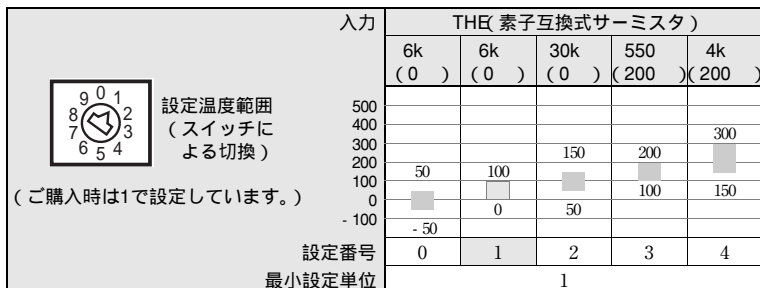 入力
THE(素子互換式サーミスタ)
6k 6k 30k 550 4k
(0 ) (0 ) (0 ) (200 ) (200 )
9 0 1
8 2
7 3
6 5 4
設定温度範囲
(スイッチに
よる切換)
(ご購入時は1で設定しています。)
500
400
300
200
100
0
- 100
50 100 150 200 300
- 50 0 50 100 150
設定番号 0 1 2 3 4
最小設定単位 1